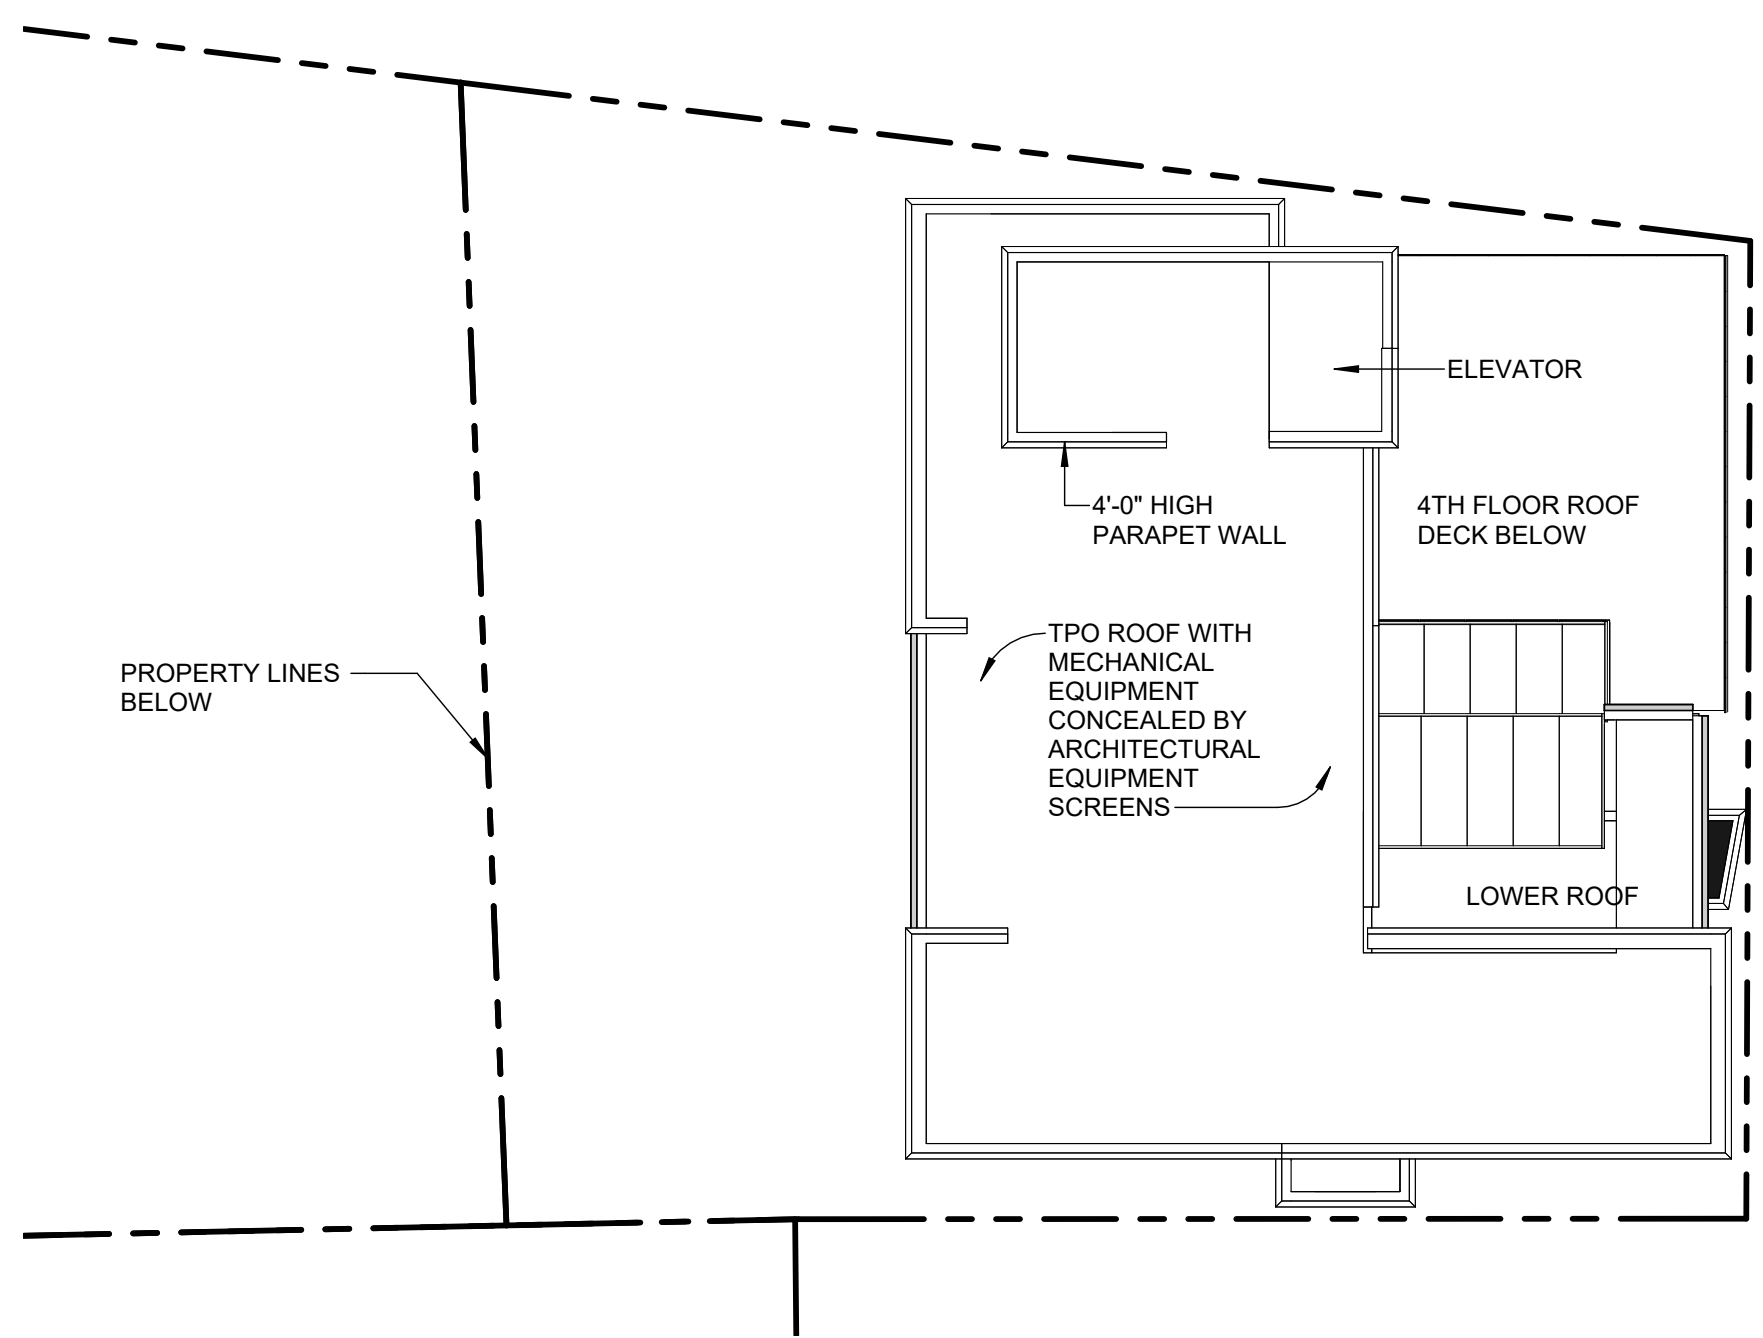 ELEVATOR
4'-0" HIGH
PARAPET WALL
4TH FLOOR ROOF
DECK BELOW
TPO ROOF WITH
MECHANICAL
EQUIPMENT
CONCEALED BY
ARCHITECTURAL
EQUIPMENT
SCREENS
PROPERTY LINES
BELOW
LOWER ROOF